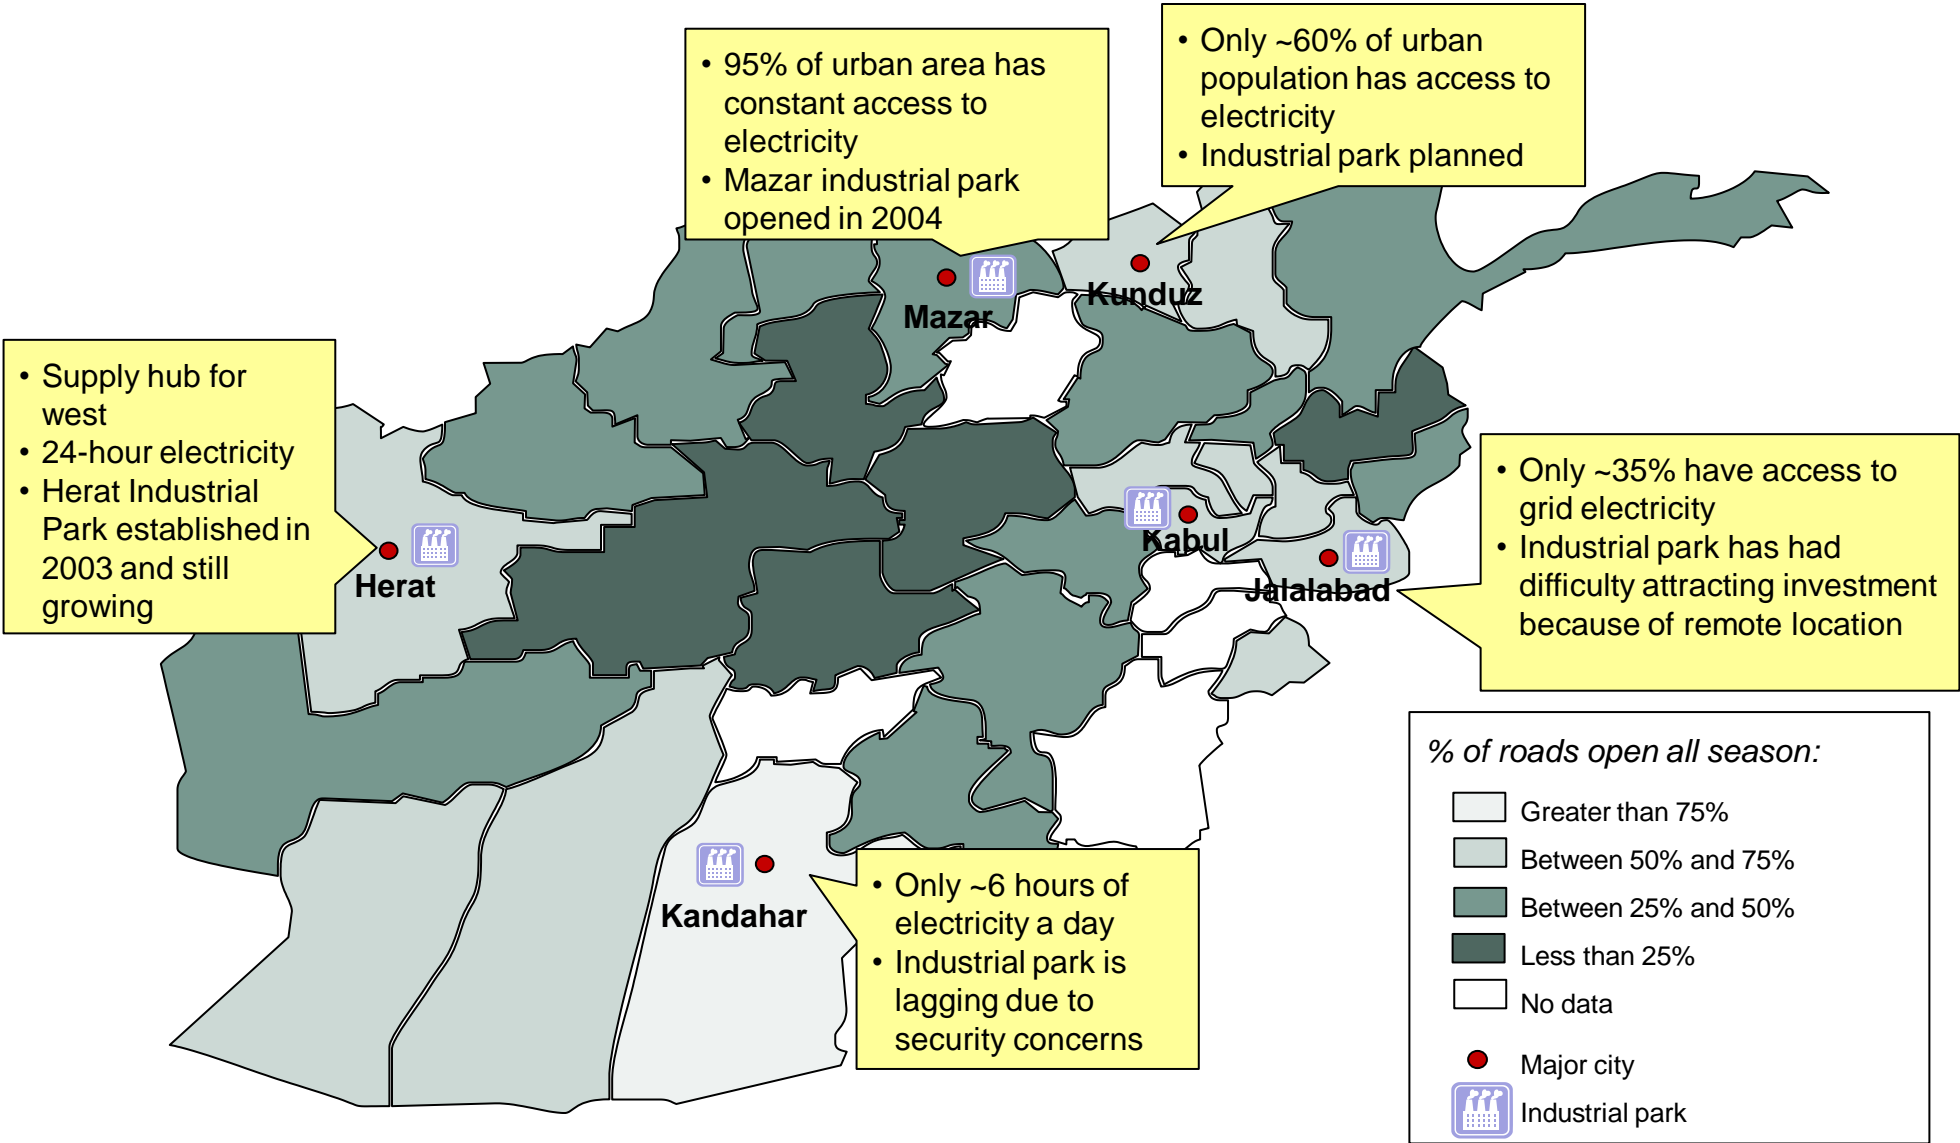 • 95% of urban area has
constant access to
electricity
• Mazar industrial park
opened in 2004
• Only ~60% of urban
population has access to
electricity
• Industrial park planned
Mazar
Kunduz
• Supply hub for
west
• 24-hour electricity
• Herat Industrial
Park established in
2003 and still
growing
Herat
Kabul
Jalalabad
• Only ~35% have access to
grid electricity
• Industrial park has had
difficulty attracting investment
because of remote location
Kandahar
• Only ~6 hours of
electricity a day
• Industrial park is
lagging due to
security concerns
% of roads open all season:
Greater than 75%
Between 50% and 75%
Between 25% and 50%
Less than 25%
No data
Major city
Industrial park